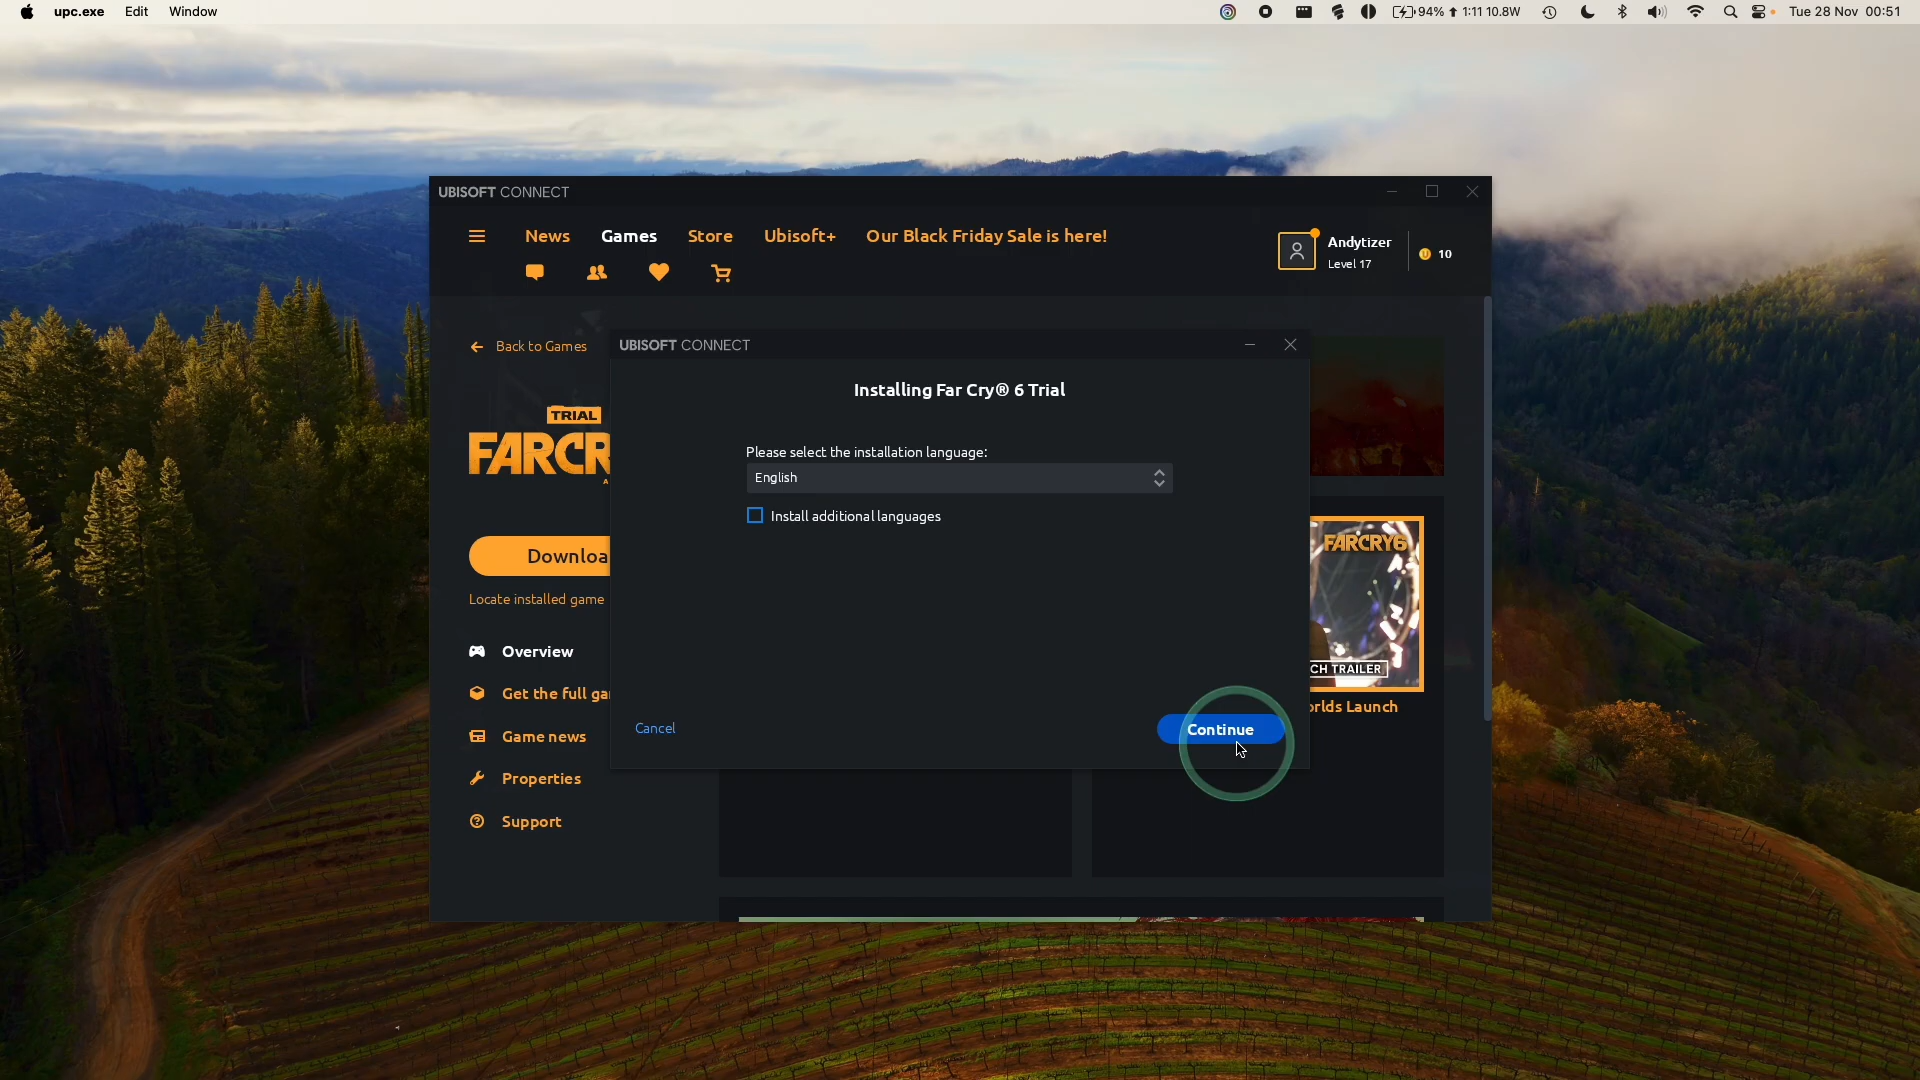 upc.exe Edit Window
94% 1:11 10.8W Tue 28 Nov 00:51
UBISOFT CONNECT
News Games Store Ubisoft+ Our Black Friday Sale is here!
Andytizer
Level 17
10
Back to Games
TRIAL
FARCR
Downloa
Locate installed game
Overview
Get the full ga
Game news
Properties
Support
UBISOFT CONNECT
Installing Far Cry® 6 Trial
Please select the installation language:
English
Install additional languages
Cancel
Continue
FARCRY6
CH TRAILER
orlds Launch